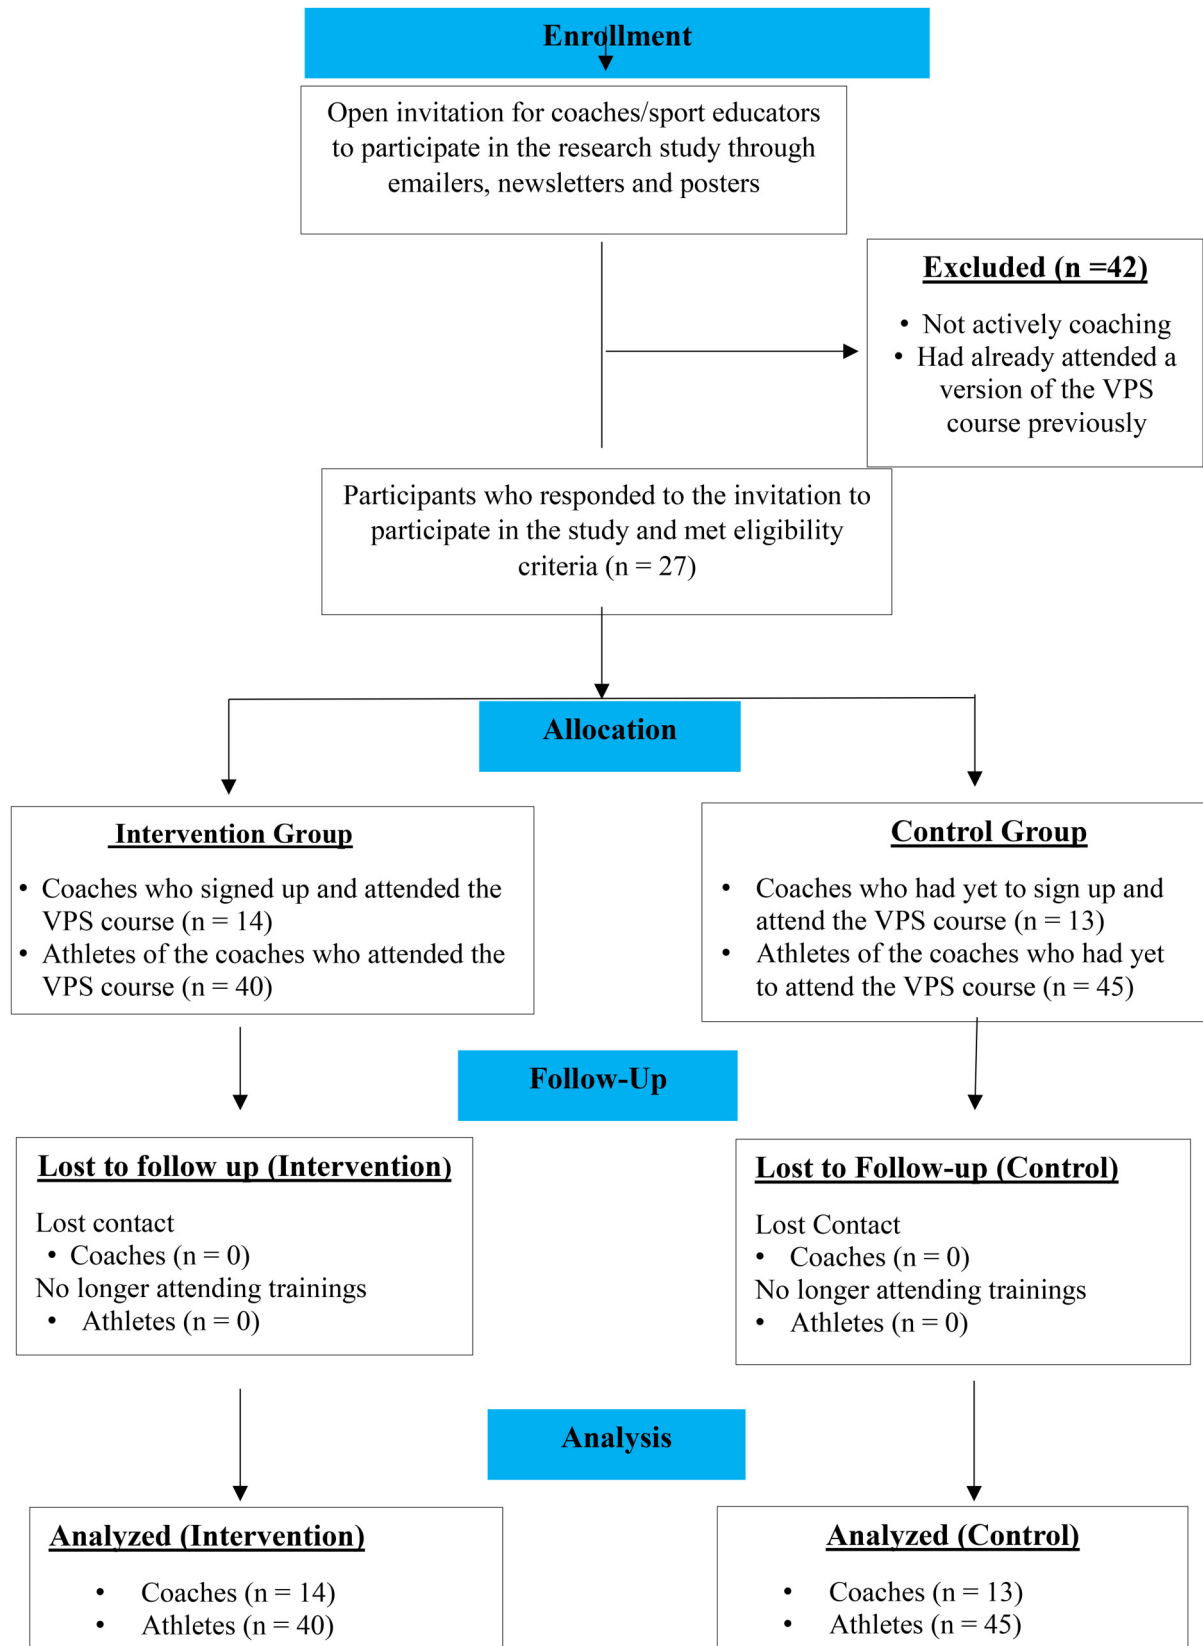 Enrollment
Open invitation for coaches/sport educators
to participate in the research study through
emailers, newsletters and posters
Excluded (n =42)
• Not actively coaching
• Had already attended a
version of the VPS
course previously
Participants who responded to the invitation to
participate in the study and met eligibility
criteria (n = 27)
Allocation
Intervention Group
• Coaches who signed up and attended the
VPS course (n = 14)
• Athletes of the coaches who attended the
VPS course (n = 40)
Control Group
• Coaches who had yet to sign up and
attend the VPS course (n = 13)
• Athletes of the coaches who had yet
to attend the VPS course (n = 45)
Follow-Up
Lost to follow up (Intervention)
Lost contact
• Coaches (n = 0)
No longer attending trainings
• Athletes (n = 0)
Lost to Follow-up (Control)
Lost Contact
• Coaches (n = 0)
No longer attending trainings
• Athletes (n = 0)
Analysis
Analyzed (Intervention)
• Coaches (n = 14)
• Athletes (n = 40)
Analyzed (Control)
• Coaches (n = 13)
• Athletes (n = 45)